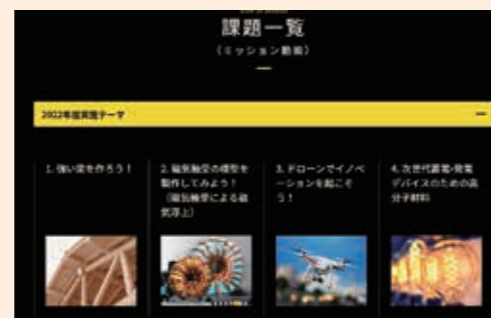 課題一覧
（ミッション動画）
2022年度実施テーマ
1. 強い梁を作ろう！
2. 磁気軸受の模型を
製作してみよう！
（磁気軸受による磁
気浮上）
3. ドローンでイノベ
ーションを起こそ
う！
4. 次世代蓄電・発電
デバイスのための高
分子材料